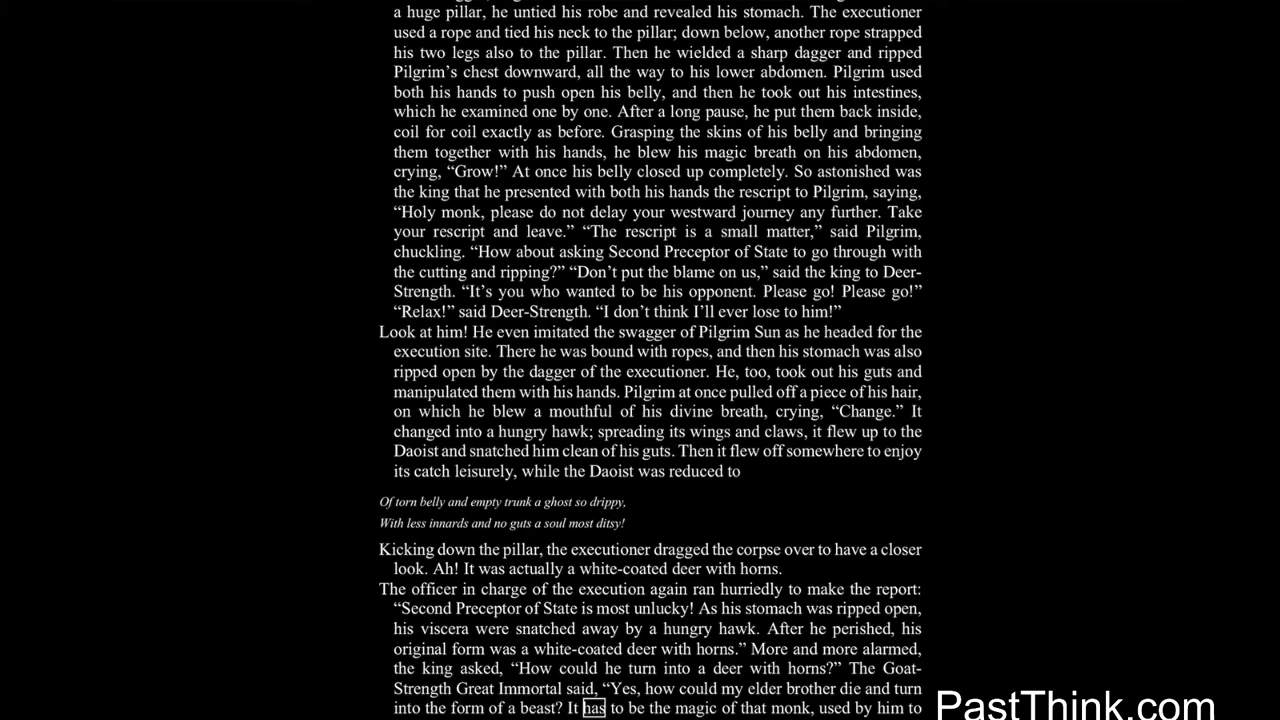 a huge pillar, he untied his robe and revealed his stomach. The executioner
used a rope and tied his neck to the pillar; down below, another rope strapped
his two legs also to the pillar. Then he wielded a sharp dagger and ripped
Pilgrim’s chest downward, all the way to his lower abdomen. Pilgrim used
both his hands to push open his belly, and then he took out his intestines,
which he examined one by one. After a long pause, he put them back inside,
coil for coil exactly as before. Grasping the skins of his belly and bringing
them together with his hands, he blew his magic breath on his abdomen,
crying, “Grow!” At once his belly closed up completely. So astonished was
the king that he presented with both his hands the rescript to Pilgrim, saying,
“Holy monk, please do not delay your westward journey any further. Take
your rescript and leave.” “The rescript is a small matter,” said Pilgrim,
chuckling. “How about asking Second Preceptor of State to go through with
the cutting and ripping?” “Don’t put the blame on us,” said the king to Deer-
Strength. “It’s you who wanted to be his opponent. Please go! Please go!”
“Relax!” said Deer-Strength. “I don’t think I’ll ever lose to him!”
Look at him! He even imitated the swagger of Pilgrim Sun as he headed for the
execution site. There he was bound with ropes, and then his stomach was also
ripped open by the dagger of the executioner. He, too, took out his guts and
manipulated them with his hands. Pilgrim at once pulled off a piece of his hair,
on which he blew a mouthful of his divine breath, crying, “Change.” It
changed into a hungry hawk; spreading its wings and claws, it flew up to the
Daoist and snatched him clean of his guts. Then it flew off somewhere to enjoy
its catch leisurely, while the Daoist was reduced to
Of torn belly and empty trunk a ghost so drippy,
With less innards and no guts a soul most ditsy!
Kicking down the pillar, the executioner dragged the corpse over to have a closer
look. Ah! It was actually a white-coated deer with horns.
The officer in charge of the execution again ran hurriedly to make the report:
“Second Preceptor of State is most unlucky! As his stomach was ripped open,
his viscera were snatched away by a hungry hawk. After he perished, his
original form was a white-coated deer with horns.” More and more alarmed,
the king asked, “How could he turn into a deer with horns?” The Goat-
Strength Great Immortal said, “Yes, how could my elder brother die and turn
into the form of a beast? It has to be the magic of that monk, used by him to
PastThink.com